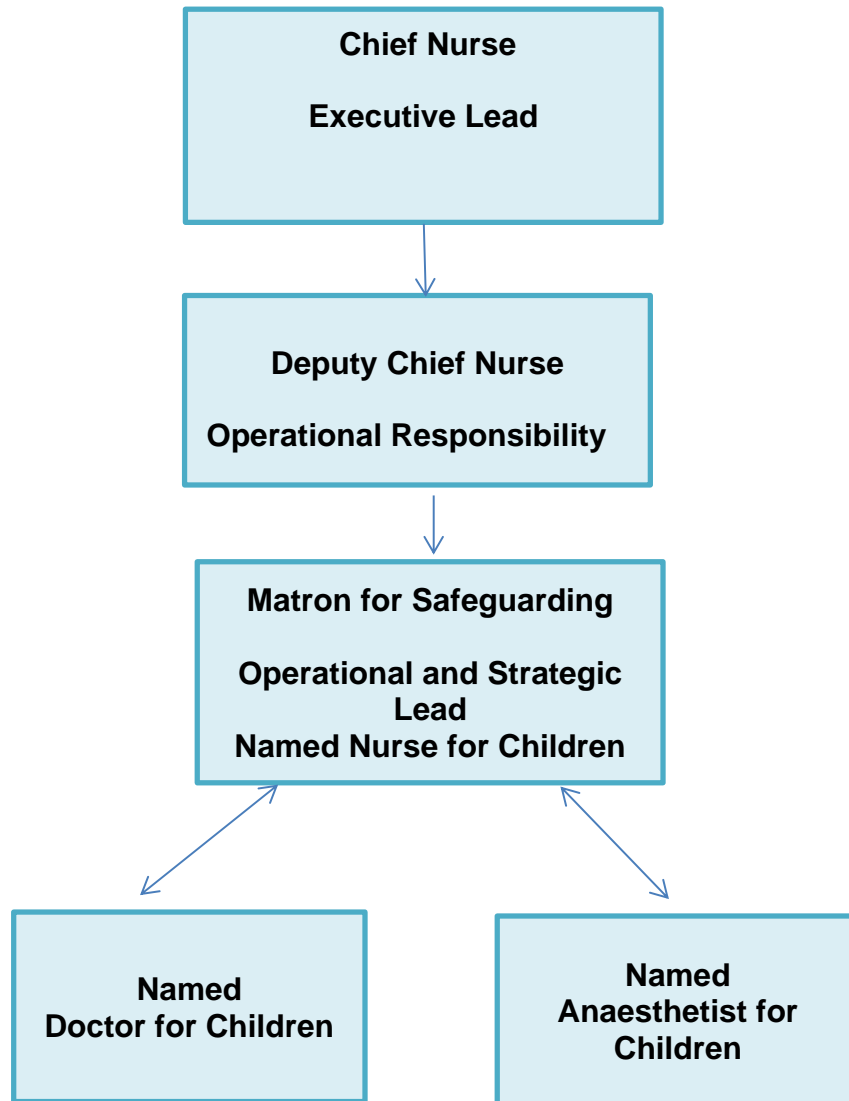 Chief Nurse
Executive Lead
Deputy Chief Nurse
Operational Responsibility
Matron for Safeguarding
Operational and Strategic
Lead
Named Nurse for Children
Named
Doctor for Children
Named
Anaesthetist for
Children